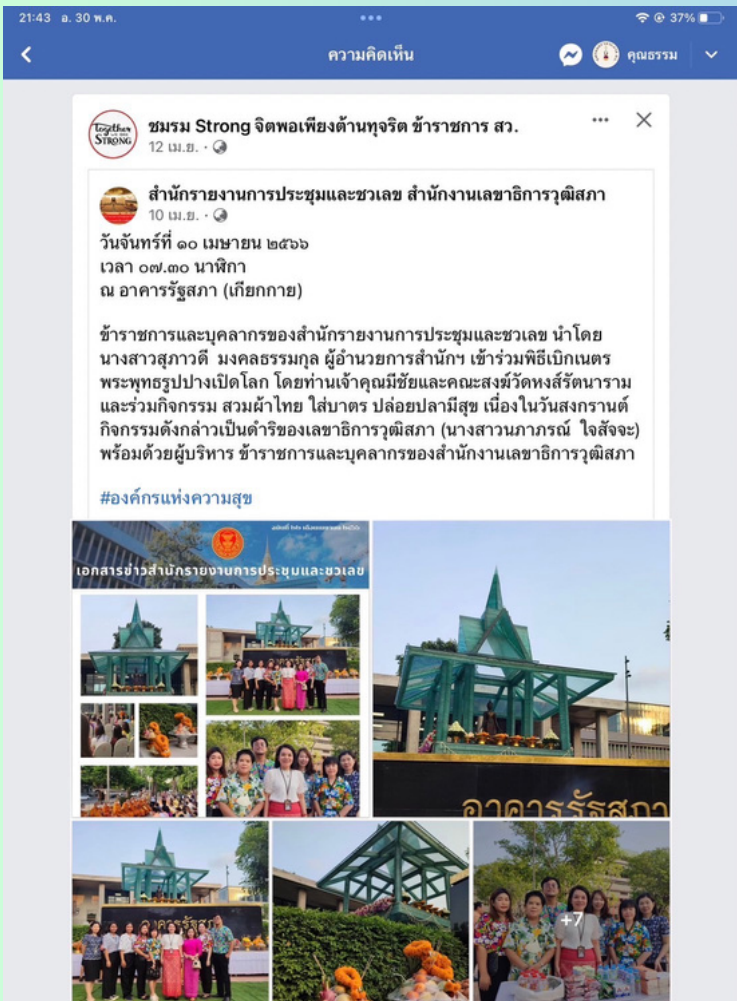 21:43 อ. 30 พ.ค.
37%
ความคิดเห็น
คุณธรรม
Together
STRONG
ชมรม Strong จิตพอเพียงต้านทุจริต ข้าราชการ สว.
12 เม.ย.
สำนักรายงานการประชุมและชวเลข สำนักงานเลขาธิการวุฒิสภา
10 เม.ย.
วันจันทร์ที่ ๑๐ เมษายน ๒๕๖๖
เวลา ๐๗.๓๐ นาฬิกา
ณ อาคารรัฐสภา (เกียกกาย)
ข้าราชการและบุคลากรของสำนักรายงานการประชุมและชวเลข นำโดย
นางสาวสุภาวดี มงคลธรรมกุล ผู้อำนวยการสำนักฯ เข้าร่วมพิธีเบิกเนตร
พระพุทธรูปปางเปิดโลก โดยท่านเจ้าคุณมีชัยและคณะสงฆ์วัดหงส์รัตนาราม
และร่วมกิจกรรม สวมผ้าไทย ใส่บาตร ปล่อยปลามีสุข เนื่องในวันสงกรานต์
กิจกรรมดังกล่าวเป็นดำริของเลขาธิการวุฒิสภา (นางสาวนภาภรณ์ ใจสัจจะ)
พร้อมด้วยผู้บริหาร ข้าราชการและบุคลากรของสำนักงานเลขาธิการวุฒิสภา
#องค์กรแห่งความสุข
เอกสารข่าวสำนักรายงานการประชุมและชวเลข
อาคารรัฐสภา
+7